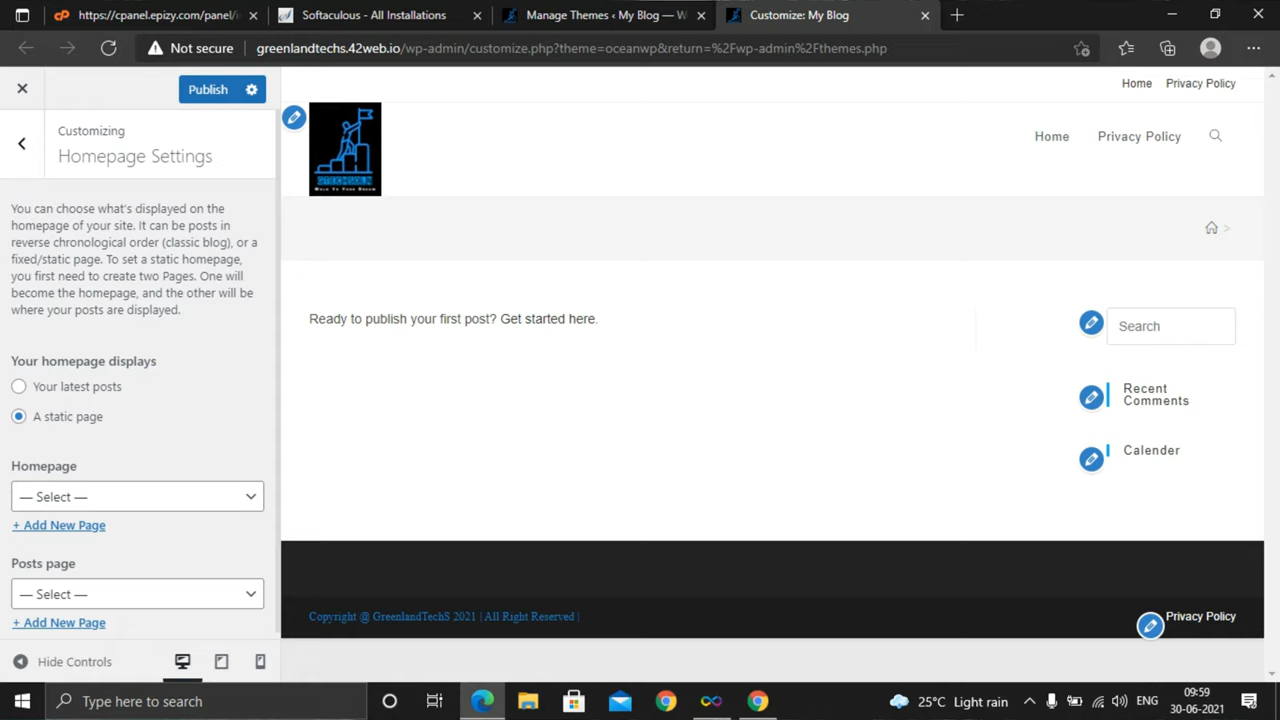 https://cpanel.epizy.com/panel/i
Softaculous - All Installations
Manage Themes ‹ My Blog — W
Customize: My Blog
Not secure
greenlandtechs.42web.io/wp-admin/customize.php?theme=oceanwp&return=%2Fwp-admin%2Fthemes.php
Publish
Customizing
Homepage Settings
You can choose what's displayed on the
homepage of your site. It can be posts in
reverse chronological order (classic blog), or a
fixed/static page. To set a static homepage,
you first need to create two Pages. One will
become the homepage, and the other will be
where your posts are displayed.
Your homepage displays
Your latest posts
A static page
Homepage
— Select —
+ Add New Page
Posts page
— Select —
+ Add New Page
Hide Controls
Home Privacy Policy
Home Privacy Policy
Ready to publish your first post? Get started here.
Search
Recent
Comments
Calender
Copyright @ GreenlandTechS 2021 | All Right Reserved |
Privacy Policy
Type here to search
25°C Light rain
ENG
09:59
30-06-2021